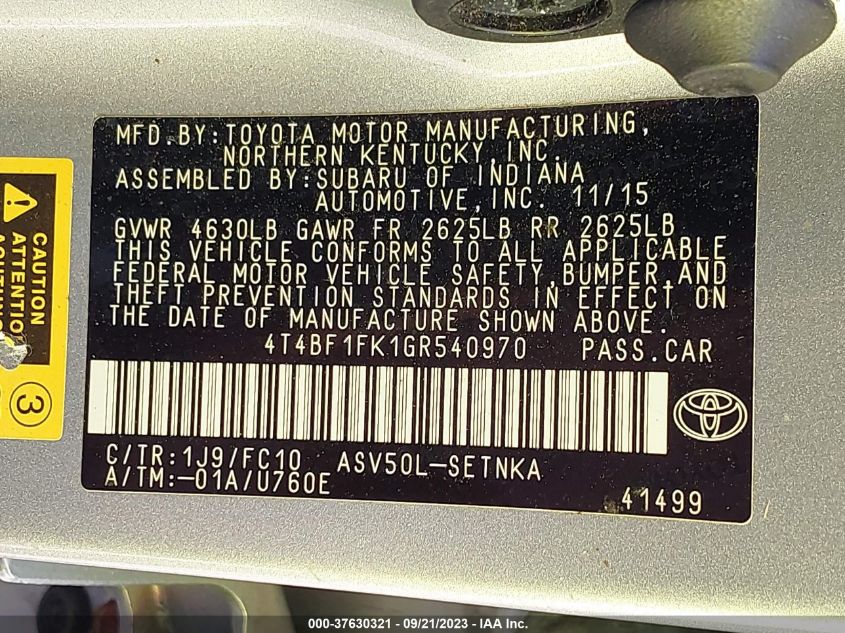 MFD.BY:TOYOTA MOTOR MANUFACTURING,
NORTHERN KENTUCKY,INC.
ASSEMBLED BY:SUBARU OF INDIANA
AUTOMOTIVE,INC. 11/15
GVWR 4630LB GAWR FR 2625LB RR 2625LB
THIS VEHICLE CONFORMS TO ALL APPLICABLE
FEDERAL MOTOR VEHICLE SAFETY,BUMPER,AND
THEFT PREVENTION STANDARDS IN EFFECT ON
THE DATE OF MANUFACTURE SHOWN ABOVE.
4T4BF1FK1GR540970 PASS.CAR
C/TR:1J9/FC10 ASV50L-SETNKA
A/TM:-01A/U760E
41499
CAUTION
ATTENTION
3
000-37630321 - 09/21/2023 - IAA Inc.